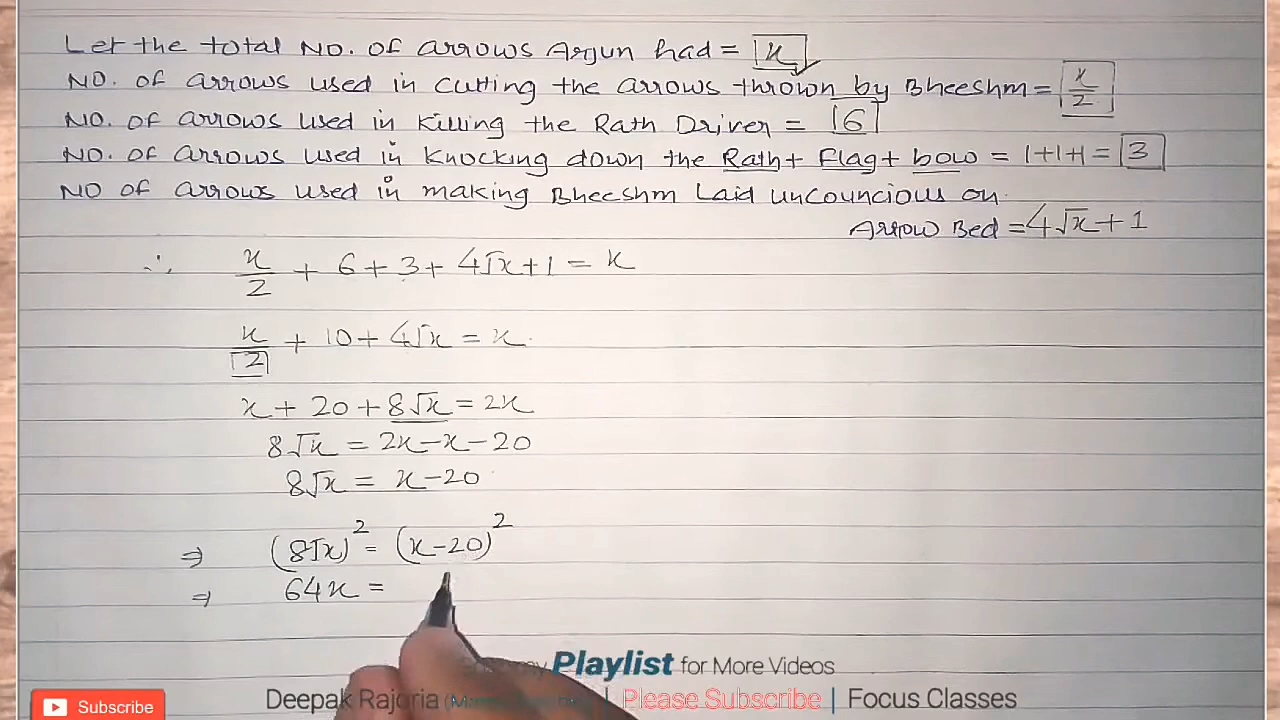 Let the total No. of arrows Arjun had = x
NO. of arrows used in cutting the arrows thrown by Bheeshm = x/2
NO. of arrows used in killing the Rath Driver = 6
NO. of arrows used in knocking down the Rath + Flag + bow = 1+1+1 = 3
NO of arrows used in making Bheeshm Laid uncouncious on
Arrow Bed = 4√x + 1
∴ x/2 + 6 + 3 + 4√x + 1 = x
x/2 + 10 + 4√x = x
x + 20 + 8√x = 2x
8√x = 2x - x - 20
8√x = x - 20
⇒ (8√x)² = (x - 20)²
⇒ 64x =
Playlist for More Videos
Deepak Rajoria | Please Subscribe | Focus Classes
Subscribe